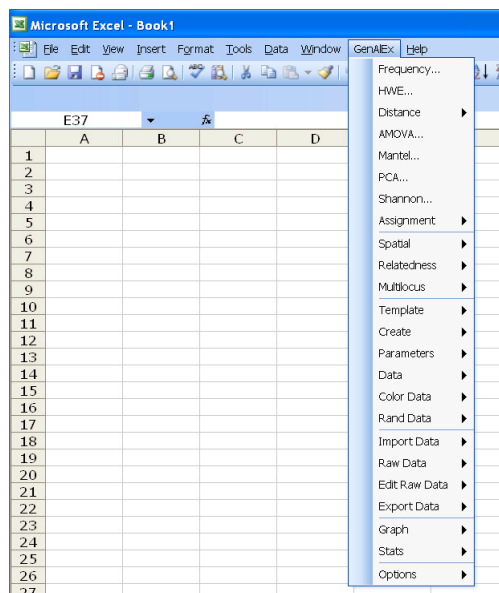 Microsoft Excel - Book1
File Edit View Insert Format Tools Data Window GenAlEx Help
E37 fx
A B C D
1
2
3
4
5
6
7
8
9
10
11
12
13
14
15
16
17
18
19
20
21
22
23
24
25
26
27
Frequency...
HWE...
Distance
AMOVA...
Mantel...
PCA...
Shannon...
Assignment
Spatial
Relatedness
Multilocus
Template
Create
Parameters
Data
Color Data
Rand Data
Import Data
Raw Data
Edit Raw Data
Export Data
Graph
Stats
Options